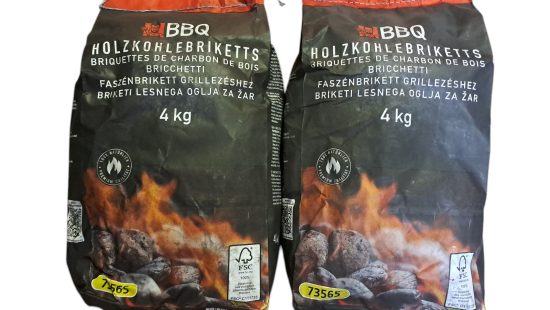 BBQ
HOLZKOHLEBRIKETTS
BRIQUETTES DE CHARBON DE BOIS
BRICCHETTI
FASZÉNBRIKETT GRILLEZÉSHEZ
BRIKETI LESNEGA OGLJA ZA ŽAR
4 kg
FSC
73565
BBQ
HOLZKOHLEBRIKETTS
BRIQUETTES DE CHARBON DE BOIS
BRICCHETTI
FASZÉNBRIKETT GRILLEZÉSHEZ
BRIKETI LESNEGA OGLJA ZA ŽAR
4 kg
FSC
73565